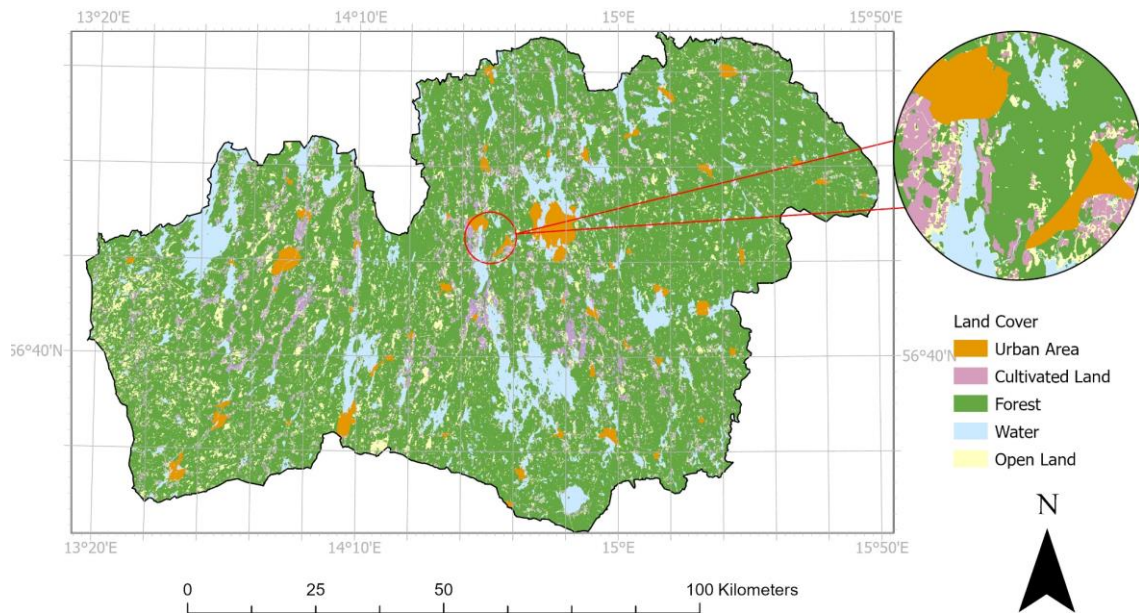 13°20'E 14°10'E 15°E 15°50'E
56°40'N 56°40'N
Land Cover
Urban Area
Cultivated Land
Forest
Water
Open Land
N
13°20'E 14°10'E 15°E 15°50'E
0 25 50 100 Kilometers